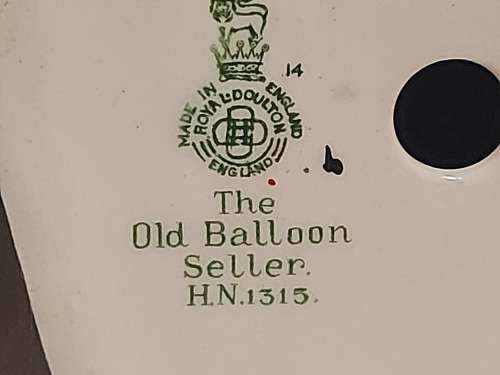 14
MADE IN ENGLAND
ROYAL DOULTON
ENGLAND
b
The
Old Balloon
Seller.
H.N.1315.